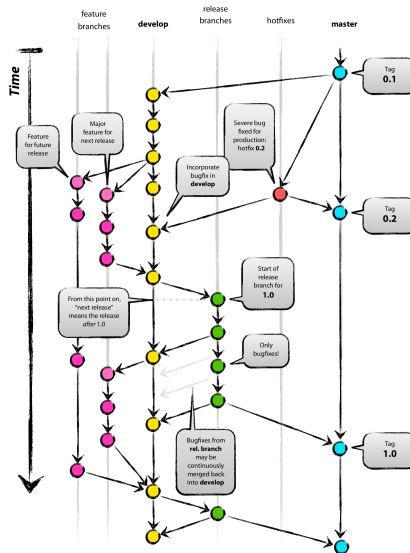 feature
branches
develop
release
branches
hotfixes
master
Time
Tag
0.1
Feature
for future
release
Major
feature for
next release
Severe bug
fixed for
production:
hotfix 0.2
Incorporate
bugfix in
develop
Tag
0.2
Start of
release
branch for
1.0
From this point on,
“next release”
means the release
after 1.0
Only
bugfixes!
Bugfixes from
rel. branch
may be
continuously
merged back
into develop
Tag
1.0